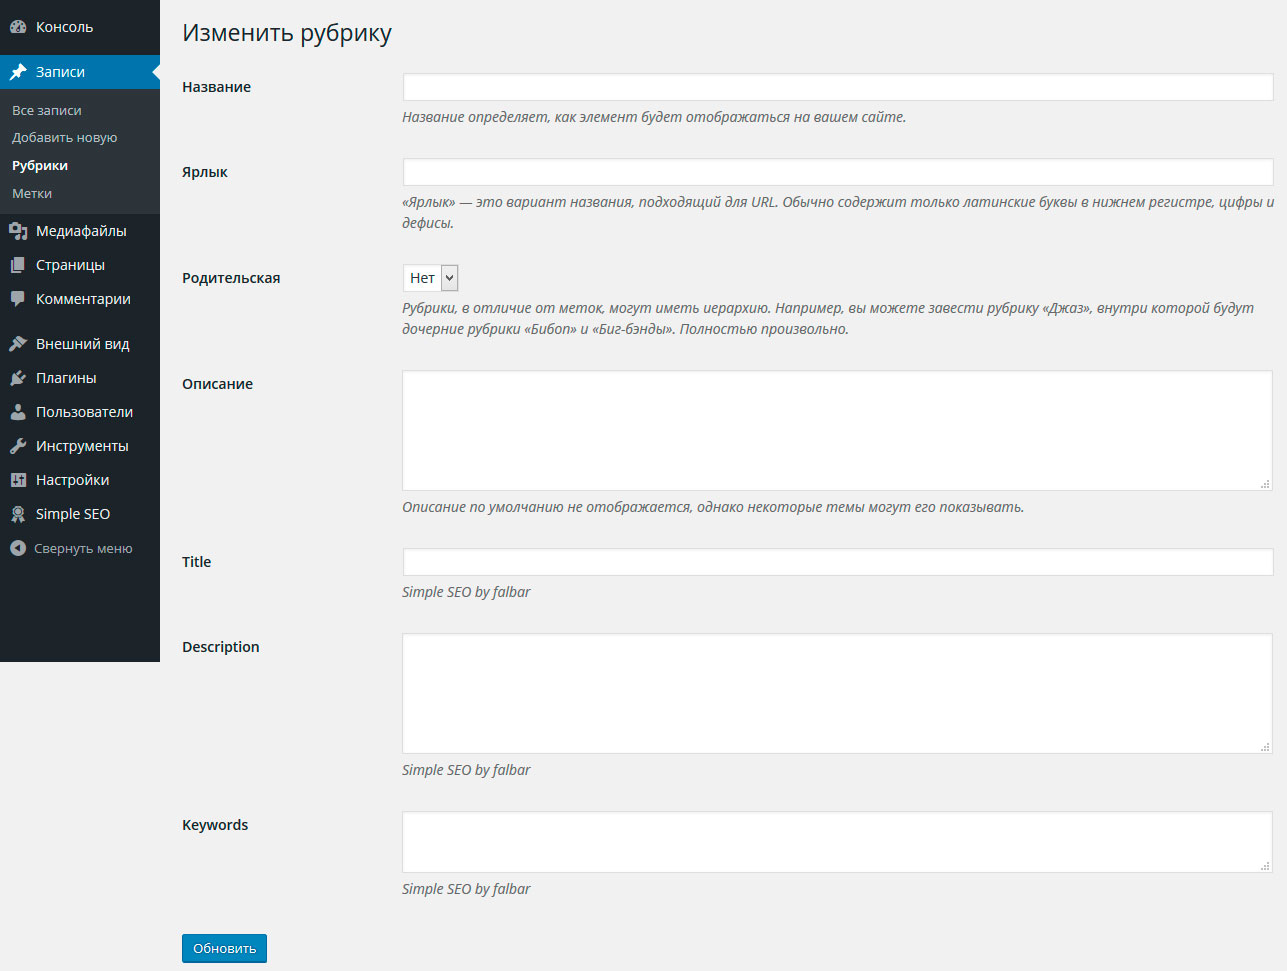 Консоль
Записи
Все записи
Добавить новую
Рубрики
Метки
Медиафайлы
Страницы
Комментарии
Внешний вид
Плагины
Пользователи
Инструменты
Настройки
Simple SEO
Свернуть меню
Изменить рубрику
Название
Название определяет, как элемент будет отображаться на вашем сайте.
Ярлык
«Ярлык» — это вариант названия, подходящий для URL. Обычно содержит только латинские буквы в нижнем регистре, цифры и
дефисы.
Родительская
Нет
Рубрики, в отличие от меток, могут иметь иерархию. Например, вы можете завести рубрику «Джаз», внутри которой будут
дочерние рубрики «Бибоп» и «Биг-бэнды». Полностью произвольно.
Описание
Описание по умолчанию не отображается, однако некоторые темы могут его показывать.
Title
Simple SEO by falbar
Description
Simple SEO by falbar
Keywords
Simple SEO by falbar
Обновить